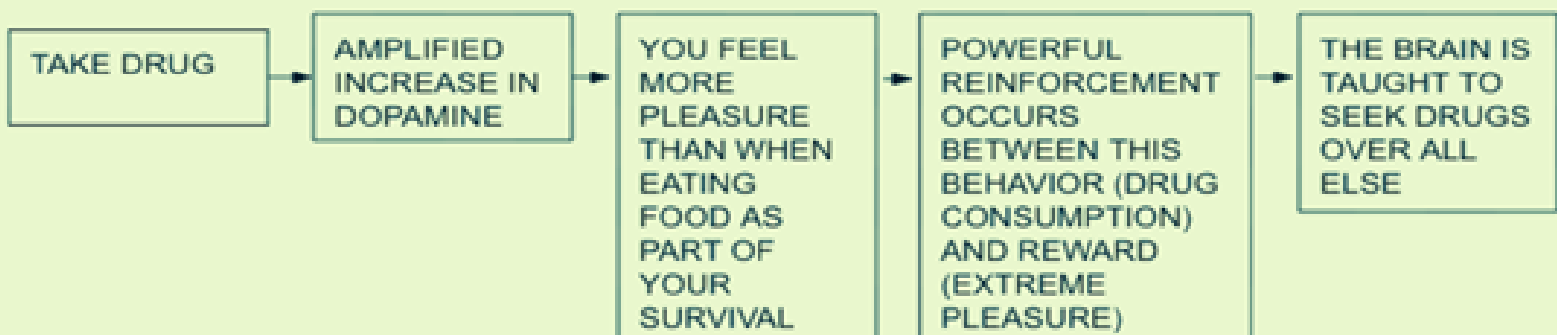 TAKE DRUG
AMPLIFIED
INCREASE IN
DOPAMINE
YOU FEEL
MORE
PLEASURE
THAN WHEN
EATING
FOOD AS
PART OF
YOUR
SURVIVAL
POWERFUL
REINFORCEMENT
OCCURS
BETWEEN THIS
BEHAVIOR (DRUG
CONSUMPTION)
AND REWARD
(EXTREME
PLEASURE)
THE BRAIN IS
TAUGHT TO
SEEK DRUGS
OVER ALL
ELSE